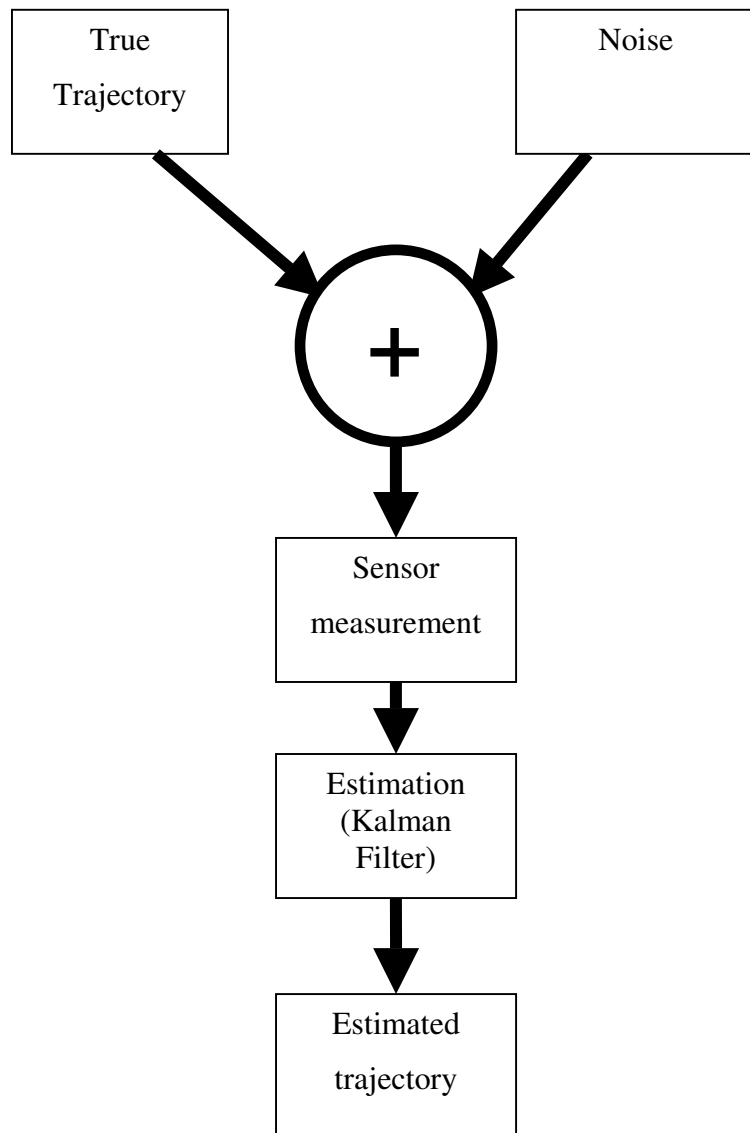 True
Trajectory
Noise
+
Sensor
measurement
Estimation
(Kalman
Filter)
Estimated
trajectory